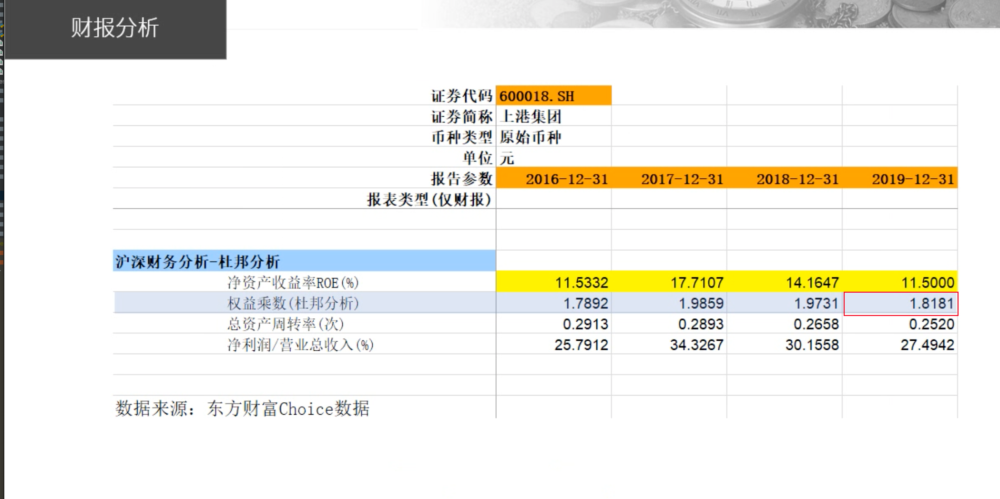 财报分析
证券代码 600018.SH
证券简称 上港集团
币种类型 原始币种
单位 元
报告参数 2016-12-31 2017-12-31 2018-12-31 2019-12-31
报表类型(仅财报)
沪深财务分析-杜邦分析
净资产收益率ROE(%) 11.5332 17.7107 14.1647 11.5000
权益乘数(杜邦分析) 1.7892 1.9859 1.9731 1.8181
总资产周转率(次) 0.2913 0.2893 0.2658 0.2520
净利润/营业总收入(%) 25.7912 34.3267 30.1558 27.4942
数据来源：东方财富Choice数据